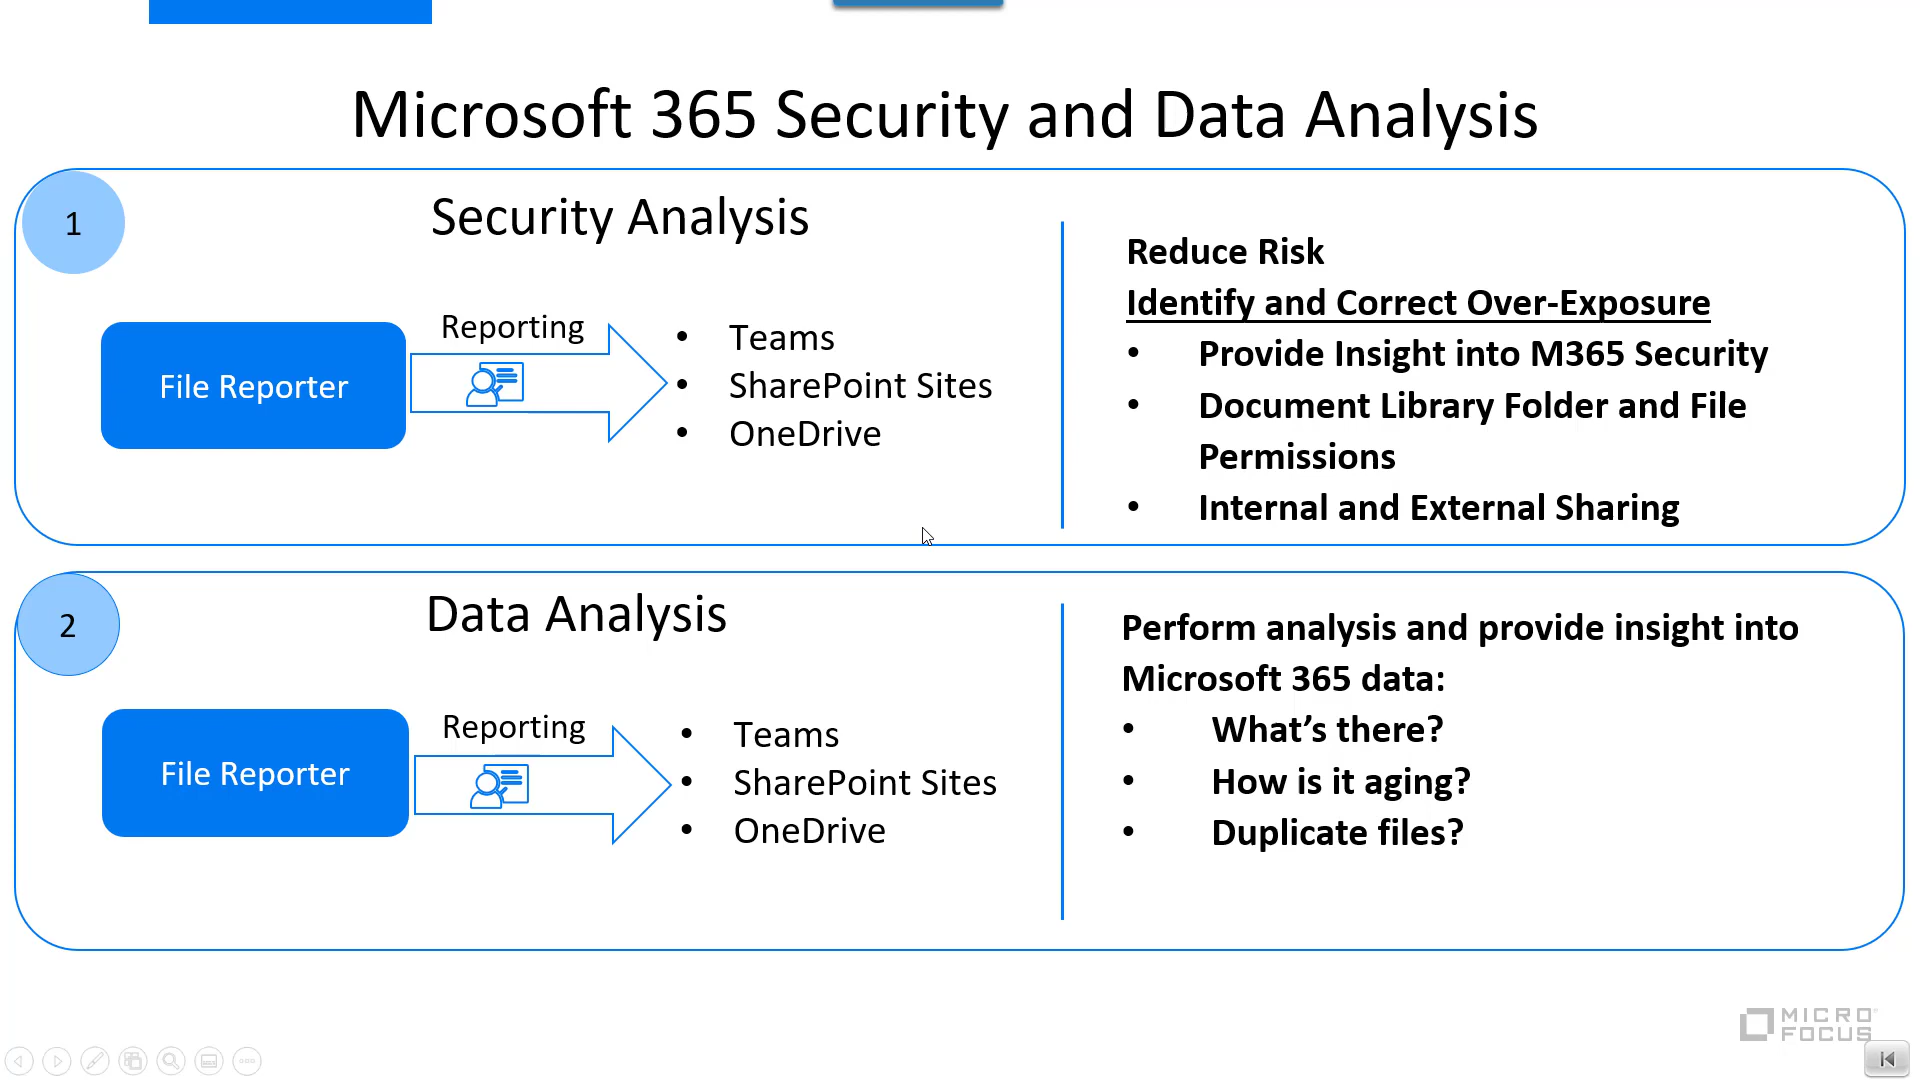 Microsoft 365 Security and Data Analysis
1
Security Analysis
File Reporter
Reporting
• Teams
• SharePoint Sites
• OneDrive
Reduce Risk
Identify and Correct Over-Exposure
• Provide Insight into M365 Security
• Document Library Folder and File
Permissions
• Internal and External Sharing
2
Data Analysis
File Reporter
Reporting
• Teams
• SharePoint Sites
• OneDrive
Perform analysis and provide insight into
Microsoft 365 data:
• What’s there?
• How is it aging?
• Duplicate files?
MICRO
FOCUS